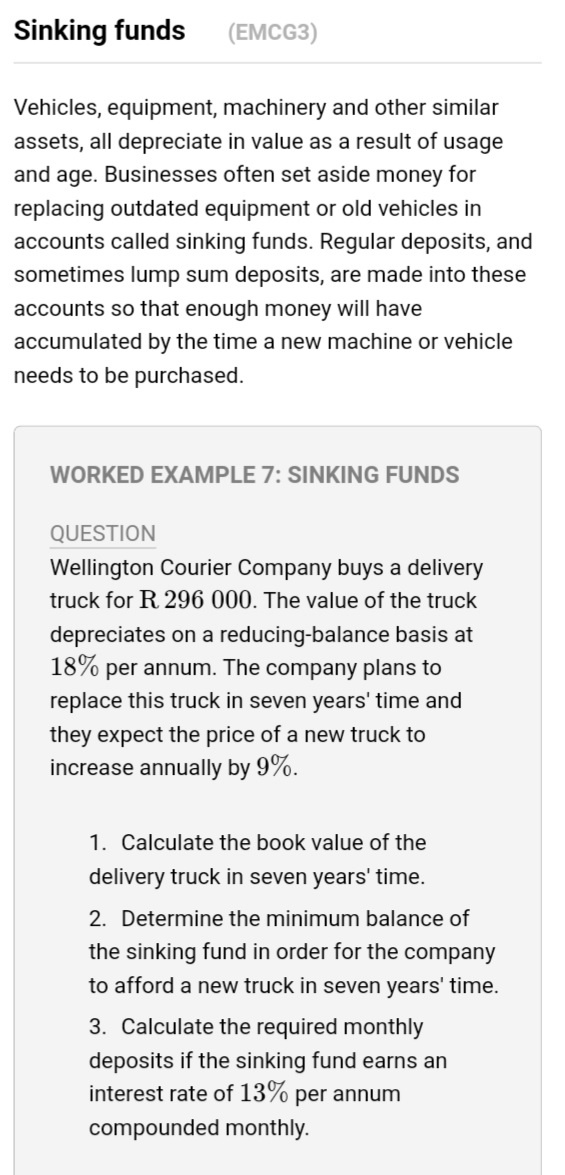 Sinking funds (EMCG3)
Vehicles, equipment, machinery and other similar
assets, all depreciate in value as a result of usage
and age. Businesses often set aside money for
replacing outdated equipment or old vehicles in
accounts called sinking funds. Regular deposits, and
sometimes lump sum deposits, are made into these
accounts so that enough money will have
accumulated by the time a new machine or vehicle
needs to be purchased.
WORKED EXAMPLE 7: SINKING FUNDS
QUESTION
Wellington Courier Company buys a delivery
truck for R 296 000. The value of the truck
depreciates on a reducing-balance basis at
18% per annum. The company plans to
replace this truck in seven years' time and
they expect the price of a new truck to
increase annually by 9%.
1. Calculate the book value of the
delivery truck in seven years' time.
2. Determine the minimum balance of
the sinking fund in order for the company
to afford a new truck in seven years' time.
3. Calculate the required monthly
deposits if the sinking fund earns an
interest rate of 13% per annum
compounded monthly.